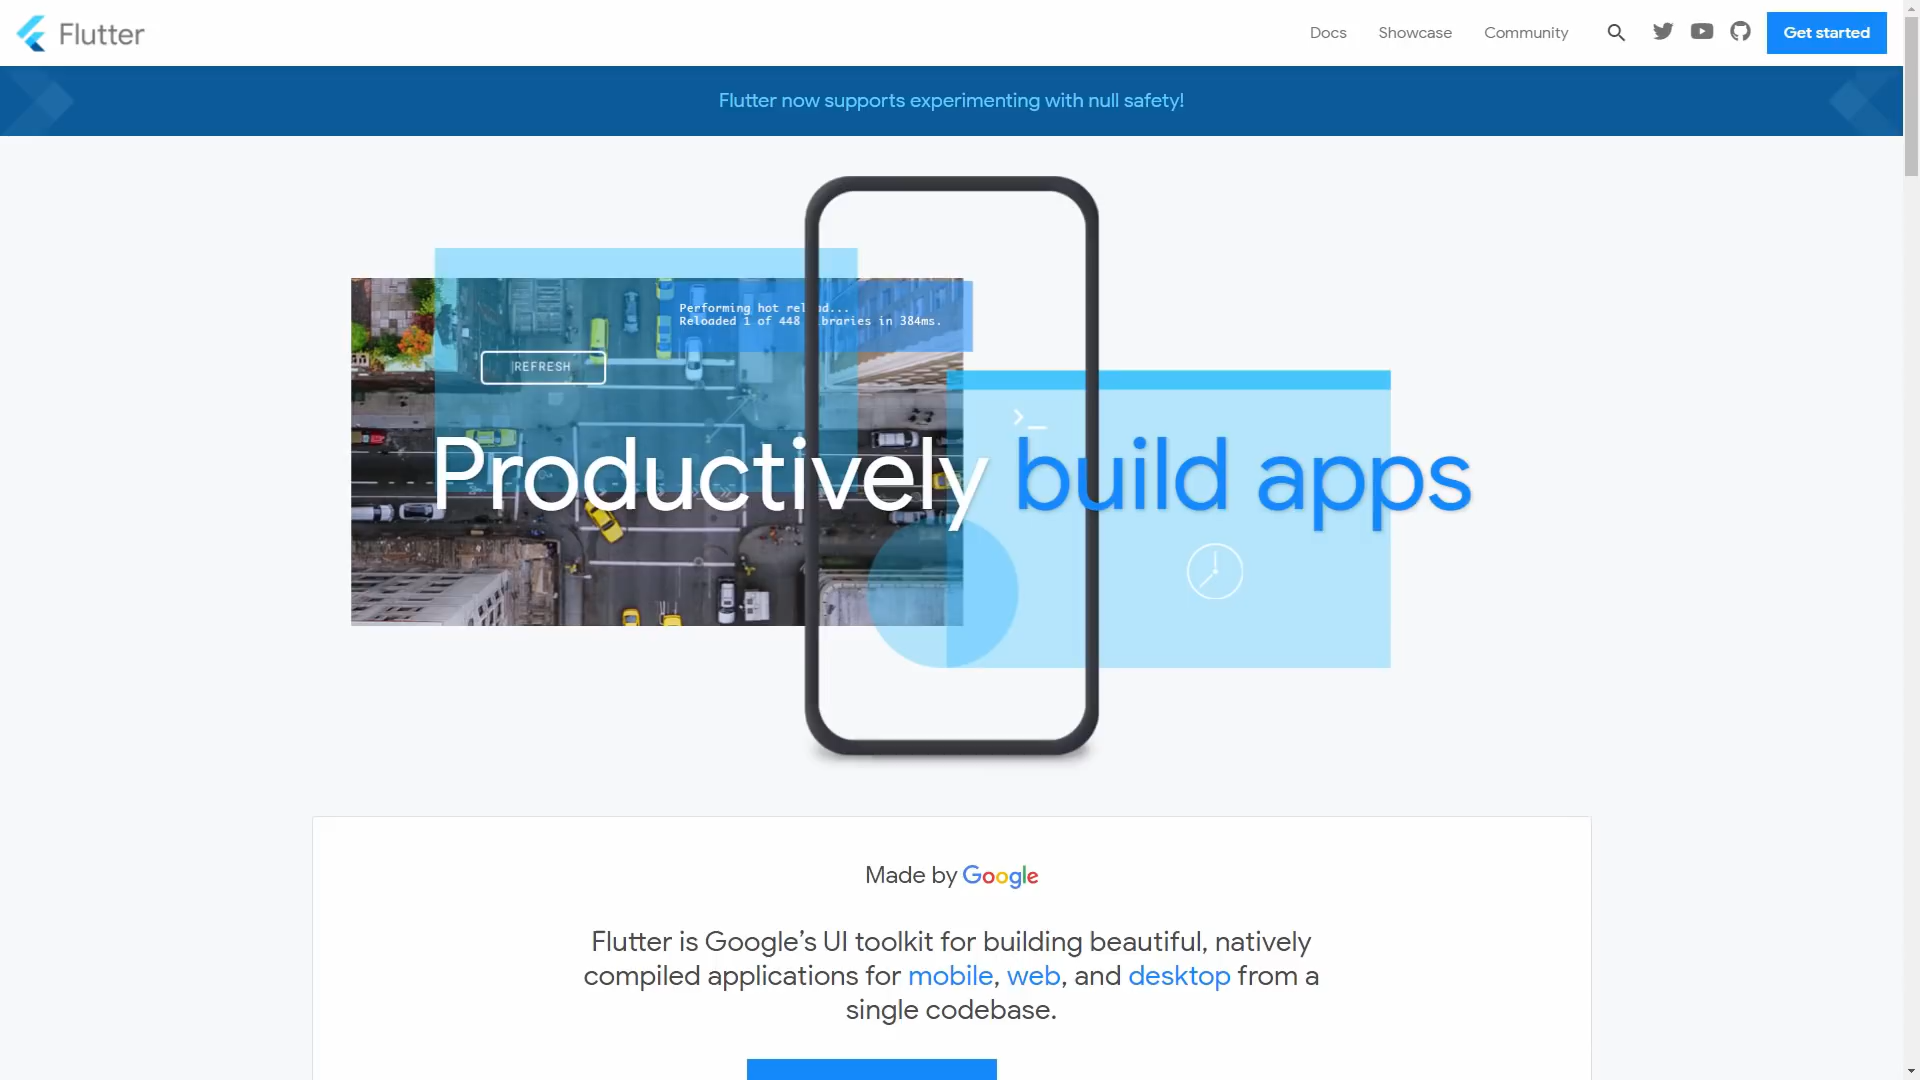 Flutter
Docs
Showcase
Community
Get started
Flutter now supports experimenting with null safety!
Performing hot reload...
Reloaded 1 of 448 libraries in 384ms.
REFRESH
>_
Productively build apps
Made by Google
Flutter is Google’s UI toolkit for building beautiful, natively
compiled applications for mobile, web, and desktop from a
single codebase.